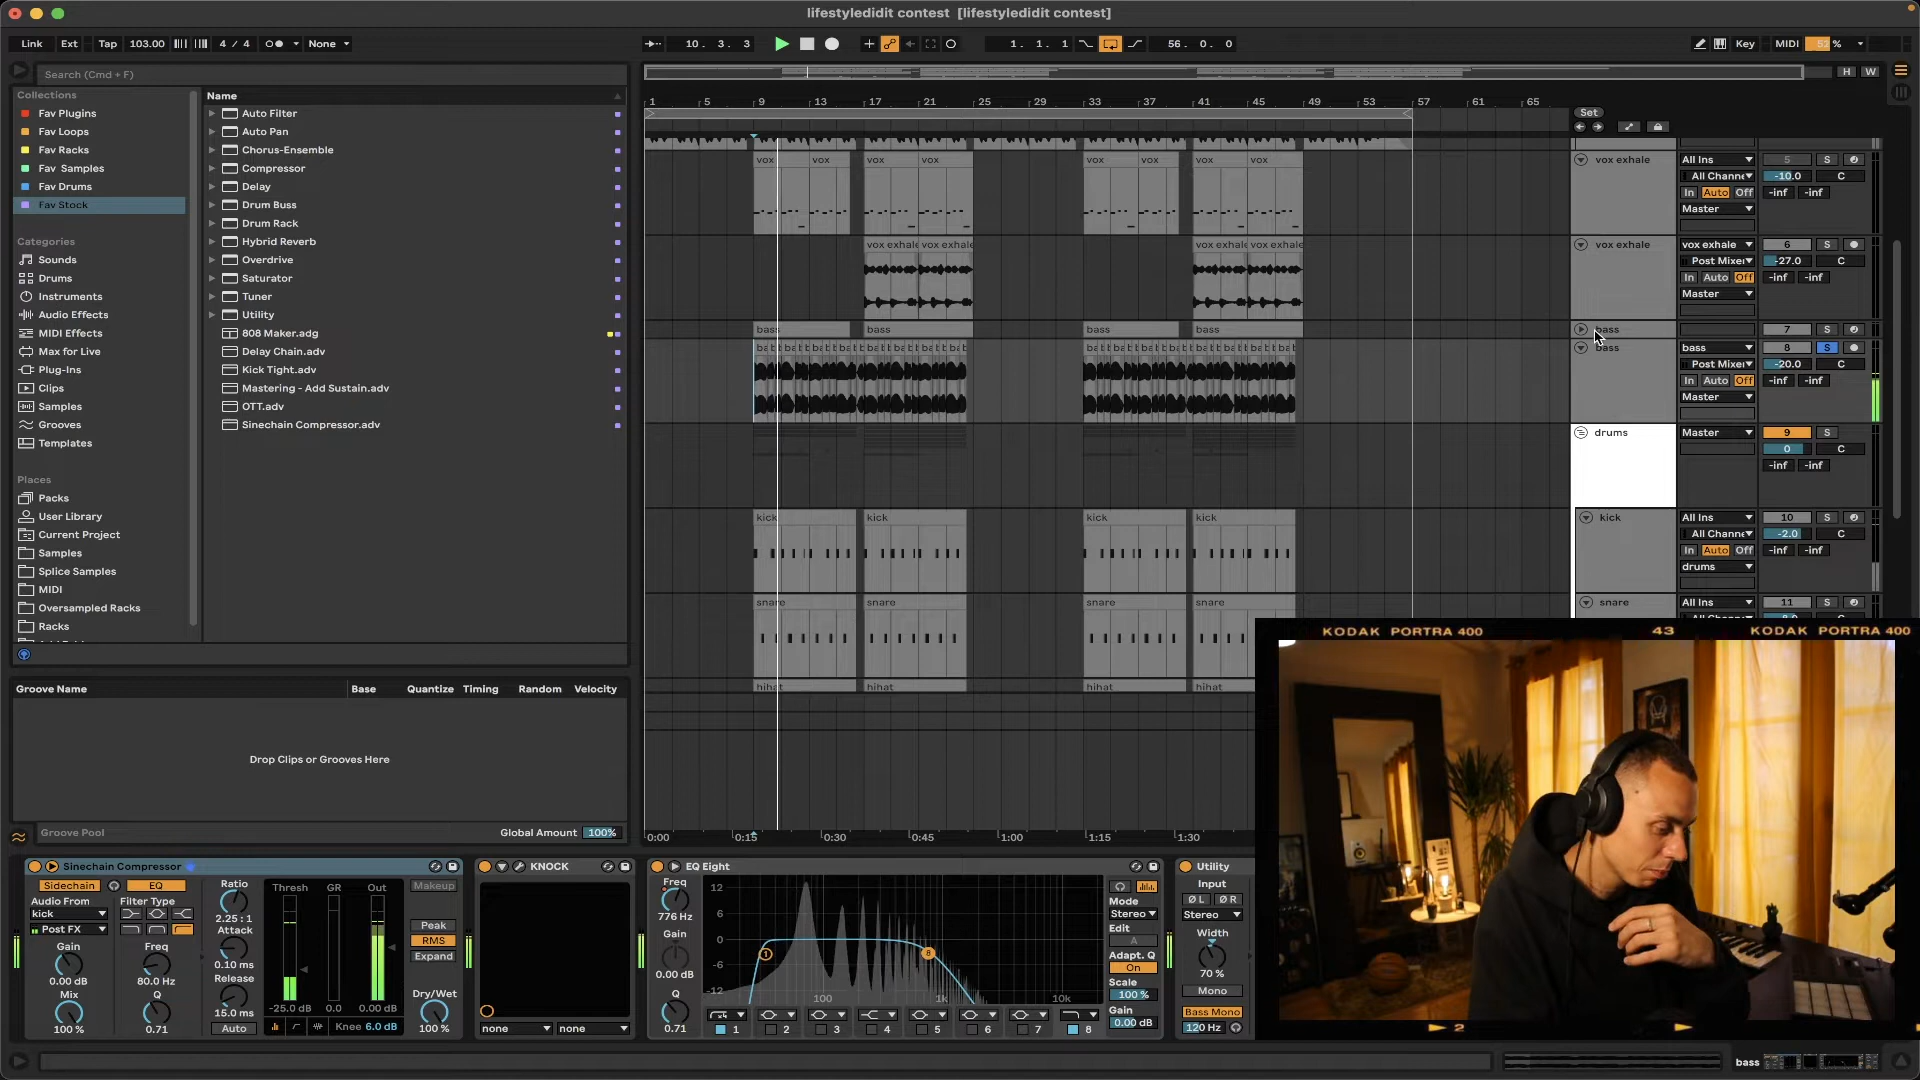 lifestyledidit contest [lifestyledidit contest]
Link Ext Tap 103.00 4 / 4 None 10 . 3 . 3 1 . 1 . 1 56 . 0 . 0 Key MIDI 52 %
Search (Cmd + F)
H W
Collections
Fav Plugins
Fav Loops
Fav Racks
Fav Samples
Fav Drums
Fav Stock
Categories
Sounds
Drums
Instruments
Audio Effects
MIDI Effects
Max for Live
Plug-Ins
Clips
Samples
Grooves
Templates
Places
Packs
User Library
Current Project
Samples
Splice Samples
MIDI
Oversampled Racks
Racks
Name
Auto Filter
Auto Pan
Chorus-Ensemble
Compressor
Delay
Drum Buss
Drum Rack
Hybrid Reverb
Overdrive
Saturator
Tuner
Utility
808 Maker.adg
Delay Chain.adv
Kick Tight.adv
Mastering - Add Sustain.adv
OTT.adv
Sinechain Compressor.adv
1 5 9 13 17 21 25 29 33 37 41 45 49 53 57 61 65
Set
vox vox vox vox vox vox vox vox
vox exhale All Ins 5 S
All Channe -10.0 C
In Auto Off -inf -inf
Master
vox exhale vox exhale vox exhale vox exhale
vox exhale vox exhale 6 S
Post Mixer -27.0 C
In Auto Off -inf -inf
Master
bass bass bass bass
bass 7 S
bass bass 8 S
Post Mixer -20.0 C
In Auto Off -inf -inf
Master
drums Master 9 S
0 C
-inf -inf
kick kick kick kick
kick All Ins 10 S
All Channe -2.0 C
In Auto Off -inf -inf
drums
snare snare snare snare
snare All Ins 11 S
hihat hihat hihat hihat
0:00 0:15 0:30 0:45 1:00 1:15 1:30
Groove Name Base Quantize Timing Random Velocity
Drop Clips or Grooves Here
Groove Pool Global Amount 100%
KODAK PORTRA 400 43 KODAK PORTRA 400
2
Sinechain Compressor
Sidechain EQ
Audio From Filter Type
kick
Post FX
Gain Freq
0.00 dB 80.0 Hz
Mix Q
100 % 0.71
Ratio
2.25 : 1
Attack
0.10 ms
Release
15.0 ms
Auto
Thresh GR Out
-25.0 dB 0.0 0.00 dB
Knee 6.0 dB
Makeup
Peak
RMS
Expand
Dry/Wet
100 %
KNOCK
none none
EQ Eight
Freq
776 Hz
Gain
0.00 dB
Q
0.71
12
6
0
-6
-12
100 1k 10k
1 8
1 2 3 4 5 6 7 8
Mode
Stereo
Edit
A
Adapt. Q
On
Scale
100 %
Gain
0.00 dB
Utility
Input
Ø L Ø R
Stereo
Width
70 %
Mono
Bass Mono
120 Hz
bass